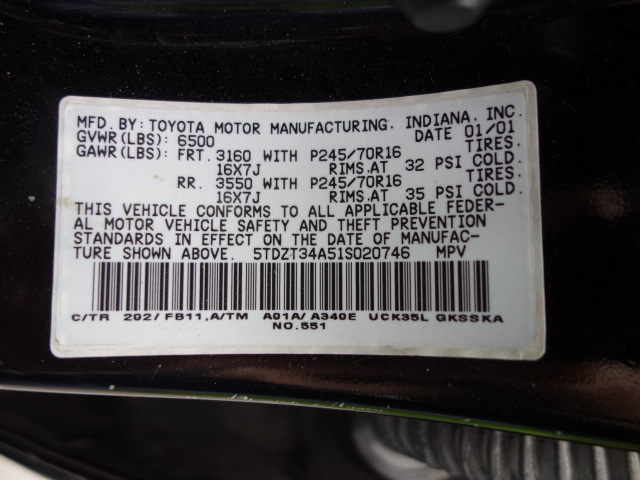 MFD. BY: TOYOTA MOTOR MANUFACTURING, INDIANA, INC.
GVWR(LBS): 6500 DATE 01/01
GAWR(LBS): FRT. 3160 WITH P245/70R16 TIRES.
16X7J RIMS.AT 32 PSI COLD.
RR. 3550 WITH P245/70R16 TIRES.
16X7J RIMS.AT 35 PSI COLD.
THIS VEHICLE CONFORMS TO ALL APPLICABLE FEDER-
AL MOTOR VEHICLE SAFETY AND THEFT PREVENTION
STANDARDS IN EFFECT ON THE DATE OF MANUFAC-
TURE SHOWN ABOVE. 5TDZT34A51S020746 MPV
C/TR 202/FB11,A/TM A01A/A340E UCK35L GKSSKA
NO.551